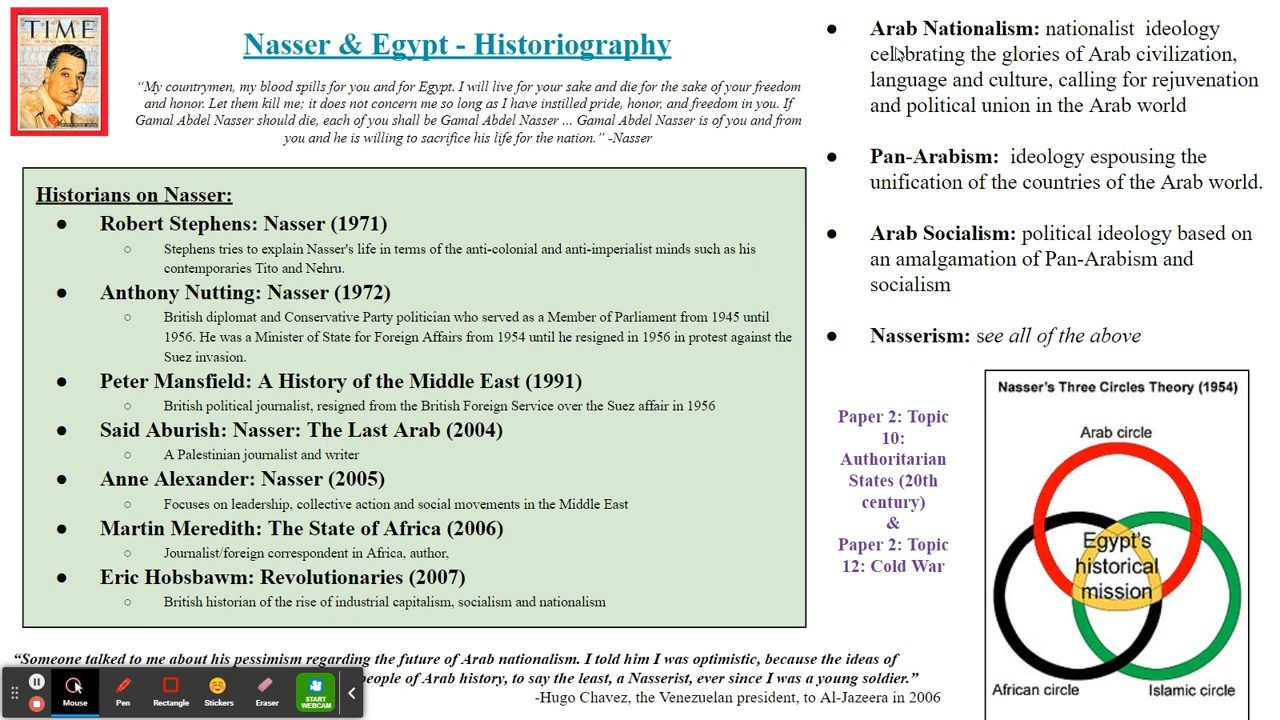 TIME
Nasser & Egypt - Historiography
“My countrymen, my blood spills for you and for Egypt. I will live for your sake and die for the sake of your freedom
and honor. Let them kill me; it does not concern me so long as I have instilled pride, honor, and freedom in you. If
Gamal Abdel Nasser should die, each of you shall be Gamal Abdel Nasser ... Gamal Abdel Nasser is of you and from
you and he is willing to sacrifice his life for the nation.” -Nasser
Historians on Nasser:
● Robert Stephens: Nasser (1971)
○ Stephens tries to explain Nasser's life in terms of the anti-colonial and anti-imperialist minds such as his
contemporaries Tito and Nehru.
● Anthony Nutting: Nasser (1972)
○ British diplomat and Conservative Party politician who served as a Member of Parliament from 1945 until
1956. He was a Minister of State for Foreign Affairs from 1954 until he resigned in 1956 in protest against the
Suez invasion.
● Peter Mansfield: A History of the Middle East (1991)
○ British political journalist, resigned from the British Foreign Service over the Suez affair in 1956
● Said Aburish: Nasser: The Last Arab (2004)
○ A Palestinian journalist and writer
● Anne Alexander: Nasser (2005)
○ Focuses on leadership, collective action and social movements in the Middle East
● Martin Meredith: The State of Africa (2006)
○ Journalist/foreign correspondent in Africa, author,
● Eric Hobsbawm: Revolutionaries (2007)
○ British historian of the rise of industrial capitalism, socialism and nationalism
“Someone talked to me about his pessimism regarding the future of Arab nationalism. I told him I was optimistic, because the ideas of
people of Arab history, to say the least, a Nasserist, ever since I was a young soldier.”
-Hugo Chavez, the Venezuelan president, to Al-Jazeera in 2006
● Arab Nationalism: nationalist ideology
celebrating the glories of Arab civilization,
language and culture, calling for rejuvenation
and political union in the Arab world
● Pan-Arabism: ideology espousing the
unification of the countries of the Arab world.
● Arab Socialism: political ideology based on
an amalgamation of Pan-Arabism and
socialism
● Nasserism: see all of the above
Paper 2: Topic
10:
Authoritarian
States (20th
century)
&
Paper 2: Topic
12: Cold War
Nasser's Three Circles Theory (1954)
Arab circle
Egypt's
historical
mission
African circle
Islamic circle
Mouse
Pen
Rectangle
Stickers
Eraser
START
WEBCAM